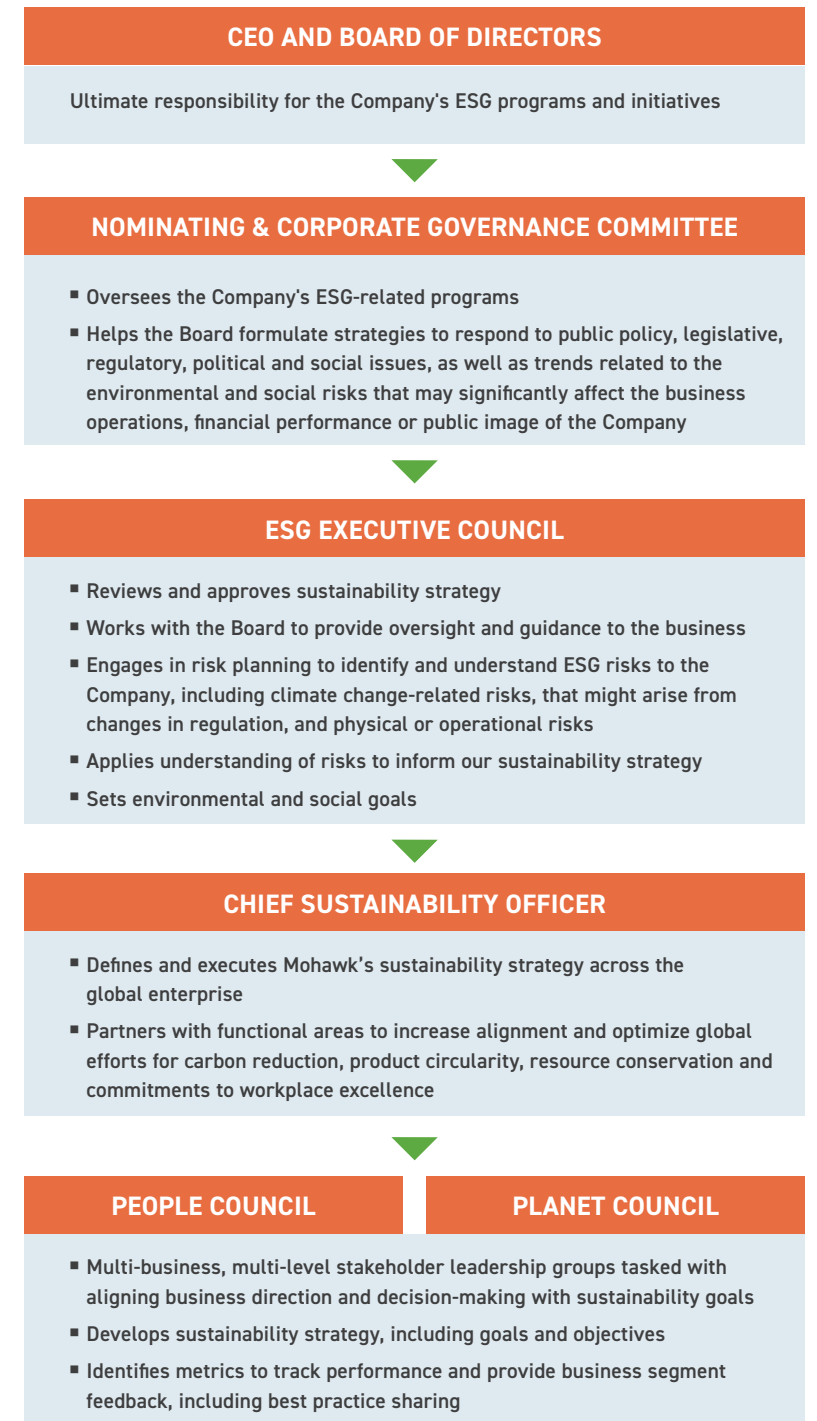 CEO AND BOARD OF DIRECTORS
Ultimate responsibility for the Company's ESG programs and initiatives
NOMINATING & CORPORATE GOVERNANCE COMMITTEE
▪ Oversees the Company's ESG-related programs
▪ Helps the Board formulate strategies to respond to public policy, legislative,
regulatory, political and social issues, as well as trends related to the
environmental and social risks that may significantly affect the business
operations, financial performance or public image of the Company
ESG EXECUTIVE COUNCIL
▪ Reviews and approves sustainability strategy
▪ Works with the Board to provide oversight and guidance to the business
▪ Engages in risk planning to identify and understand ESG risks to the
Company, including climate change-related risks, that might arise from
changes in regulation, and physical or operational risks
▪ Applies understanding of risks to inform our sustainability strategy
▪ Sets environmental and social goals
CHIEF SUSTAINABILITY OFFICER
▪ Defines and executes Mohawk’s sustainability strategy across the
global enterprise
▪ Partners with functional areas to increase alignment and optimize global
efforts for carbon reduction, product circularity, resource conservation and
commitments to workplace excellence
PEOPLE COUNCIL
PLANET COUNCIL
▪ Multi-business, multi-level stakeholder leadership groups tasked with
aligning business direction and decision-making with sustainability goals
▪ Develops sustainability strategy, including goals and objectives
▪ Identifies metrics to track performance and provide business segment
feedback, including best practice sharing